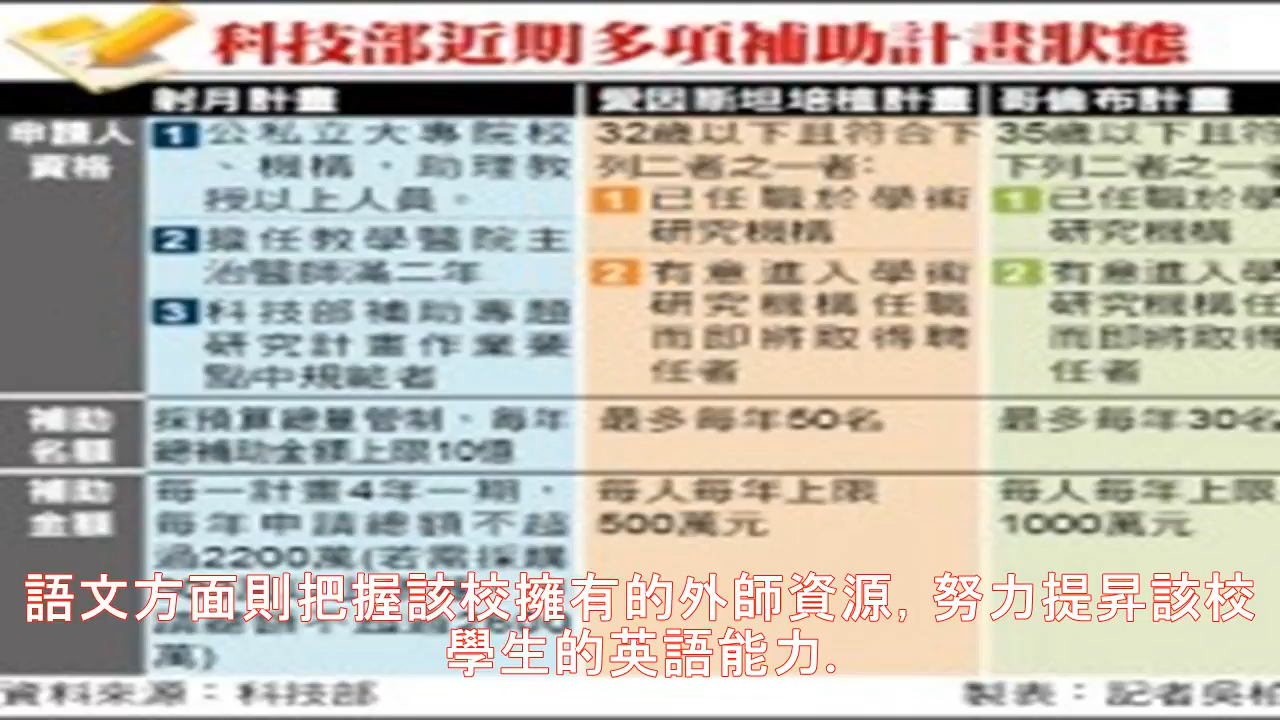 科技部近期多項補助計畫狀態
射月計畫
愛因斯坦培植計畫
哥倫布計畫
申請人
資格
1 公私立大專院校
、機構,助理教
授以上人員。
2 擔任教學醫院主
治醫師滿二年
3 科技部補助專題
研究計畫作業要
點中規範者
32歲以下且符合下
列二者之一者:
1 已任職於學術
研究機構
2 有意進入學術
研究機構任職
而即將取得聘
任者
35歲以下且符
下列二者之一
1 已任職於學
研究機構
2 有意進入學
研究機構任
而即將取得
任者
補助
名額
採預算總量管制,每年
總補助金額上限10億
最多每年50名
最多每年30名
補助
金額
每一計畫4年一期,
每年申請總額不超
過2200萬(若需採購
萬)
每人每年上限
500萬元
每人每年上限
1000萬元
語文方面則把握該校擁有的外師資源, 努力提昇該校
學生的英語能力.
資料來源:科技部
製表:記者吳柏